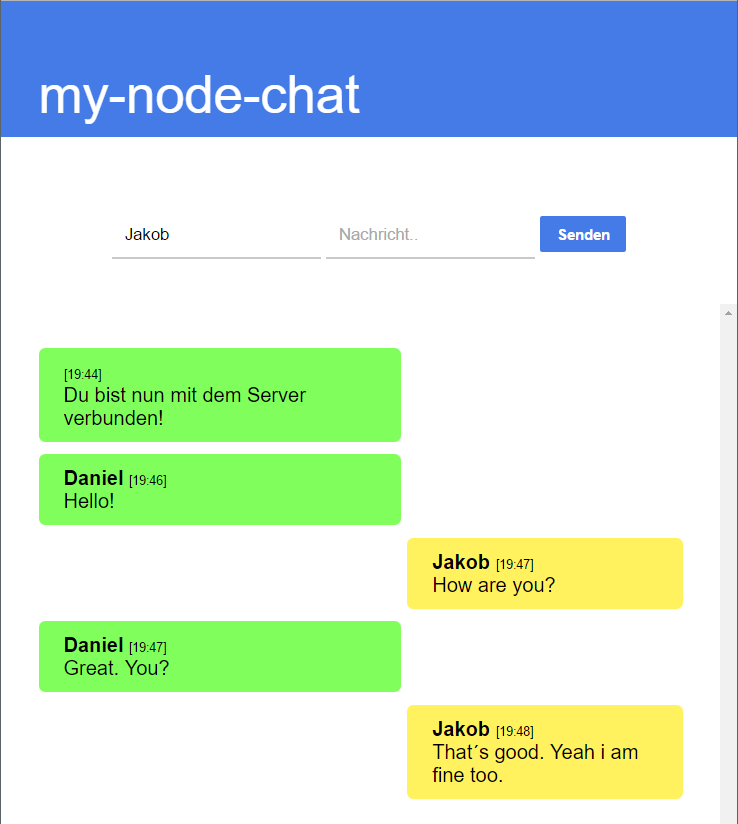 my-node-chat
Jakob
Nachricht..
Senden
[19:44]
Du bist nun mit dem Server
verbunden!
Daniel [19:46]
Hello!
Jakob [19:47]
How are you?
Daniel [19:47]
Great. You?
Jakob [19:48]
That´s good. Yeah i am
fine too.